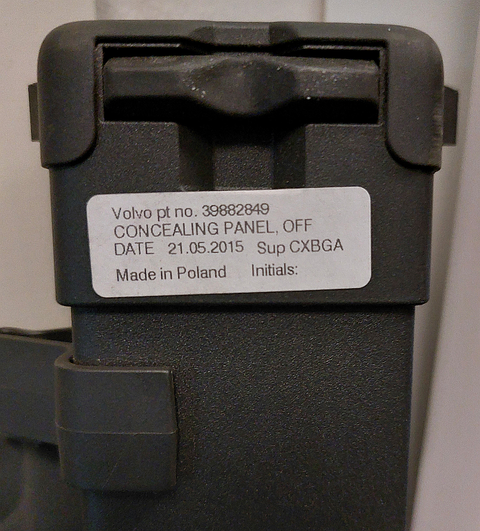 Volvo pt no. 39882849
CONCEALING PANEL, OFF
DATE 21.05.2015 Sup CXBGA
Made in Poland Initials: